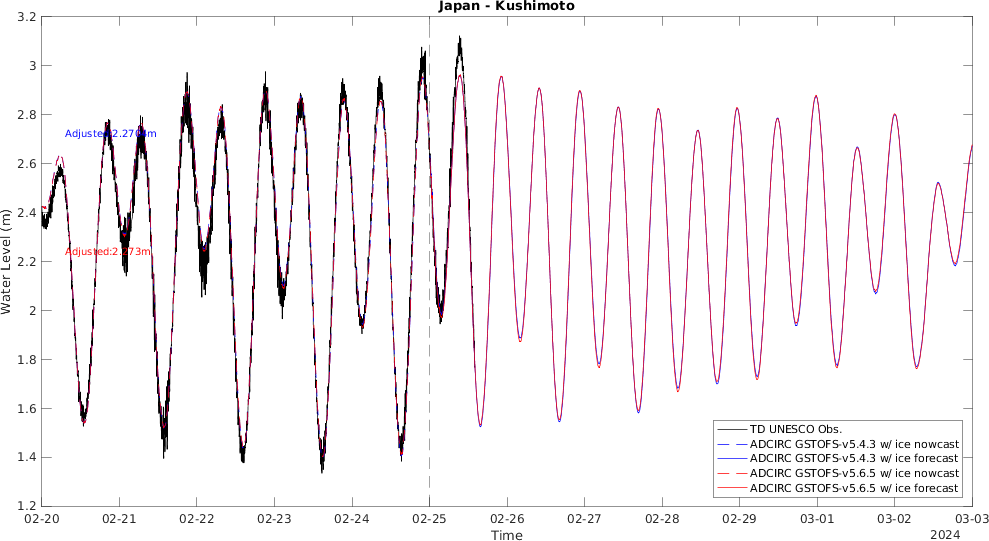 Japan - Kushimoto
3.2
3
2.8
2.6
2.4
2.2
2
1.8
1.6
1.4
1.2
Water Level (m)
Adjusted:2.2704m
Adjusted:2.273m
TD UNESCO Obs.
ADCIRC GSTOFS-v5.4.3 w/ ice nowcast
ADCIRC GSTOFS-v5.4.3 w/ ice forecast
ADCIRC GSTOFS-v5.6.5 w/ ice nowcast
ADCIRC GSTOFS-v5.6.5 w/ ice forecast
02-20 02-21 02-22 02-23 02-24 02-25 02-26 02-27 02-28 02-29 03-01 03-02 03-03
Time
2024